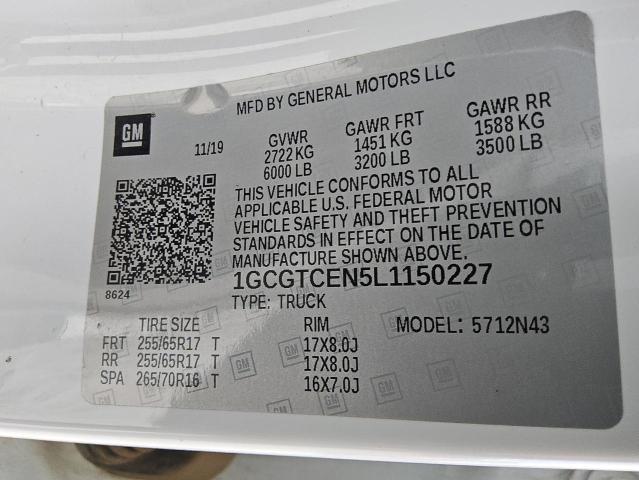 MFD BY GENERAL MOTORS LLC
GM
11/19 GVWR GAWR FRT GAWR RR
2722 KG 1451 KG 1588 KG
6000 LB 3200 LB 3500 LB
THIS VEHICLE CONFORMS TO ALL
APPLICABLE U.S. FEDERAL MOTOR
VEHICLE SAFETY AND THEFT PREVENTION
STANDARDS IN EFFECT ON THE DATE OF
MANUFACTURE SHOWN ABOVE.
8624
1GCGTCEN5L1150227
TYPE: TRUCK
TIRE SIZE RIM MODEL: 5712N43
FRT 255/65R17 T 17X8.0J
RR 255/65R17 T 17X8.0J
SPA 265/70R16 T 16X7.0J